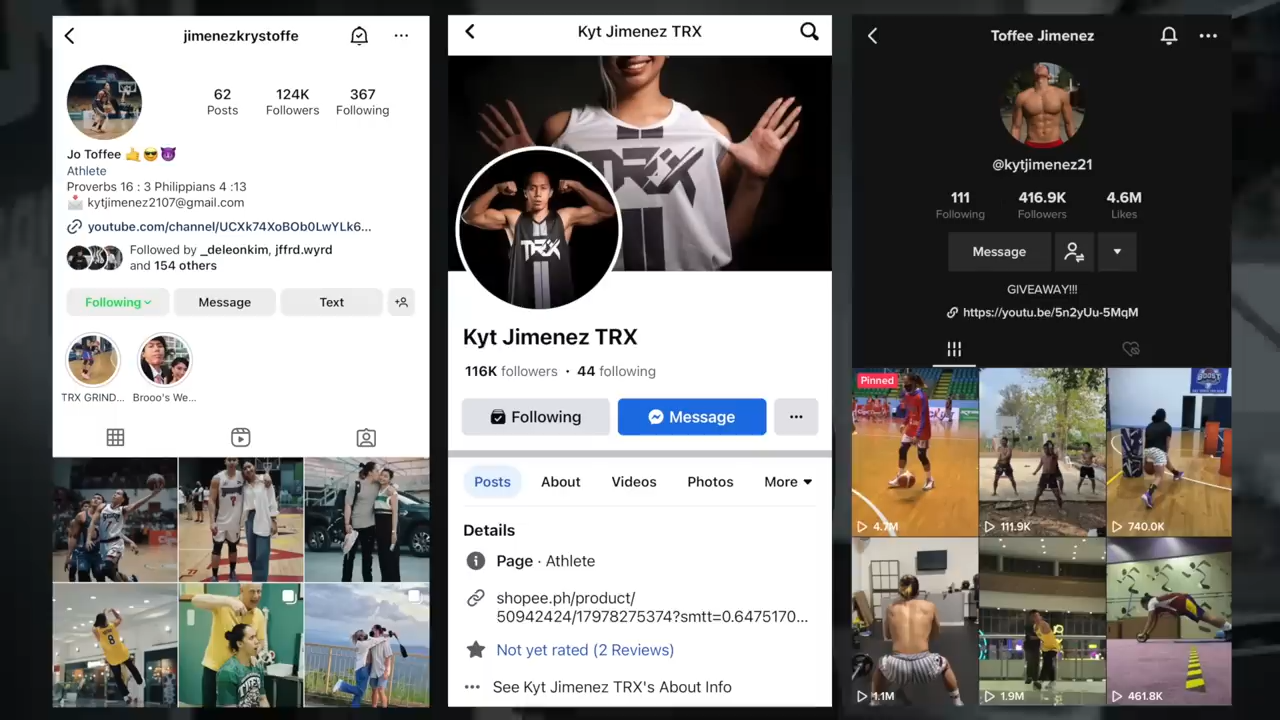 jimenezkrystoffe
62 124K 367
Posts Followers Following
Jo Toffee
Athlete
Proverbs 16 : 3 Philippians 4 :13
kytjimenez2107@gmail.com
youtube.com/channel/UCXk74XoBOb0LwYLk6...
Followed by _deleonkim, jffrd.wyrd
and 154 others
Following Message Text
TRX GRIND... Brooo's We...
8
Kyt Jimenez TRX
TRX
TRX
Kyt Jimenez TRX
116K followers · 44 following
Following Message
Posts About Videos Photos More
Details
Page · Athlete
shopee.ph/product/
50942424/17978275374?smtt=0.6475170...
Not yet rated (2 Reviews)
See Kyt Jimenez TRX's About Info
Toffee Jimenez
@kytjimenez21
111 416.9K 4.6M
Following Followers Likes
Message
GIVEAWAY!!!
https://youtu.be/5n2yUu-5MqM
Pinned
4.7M 111.9K 740.0K
1.1M 1.9M 461.8K